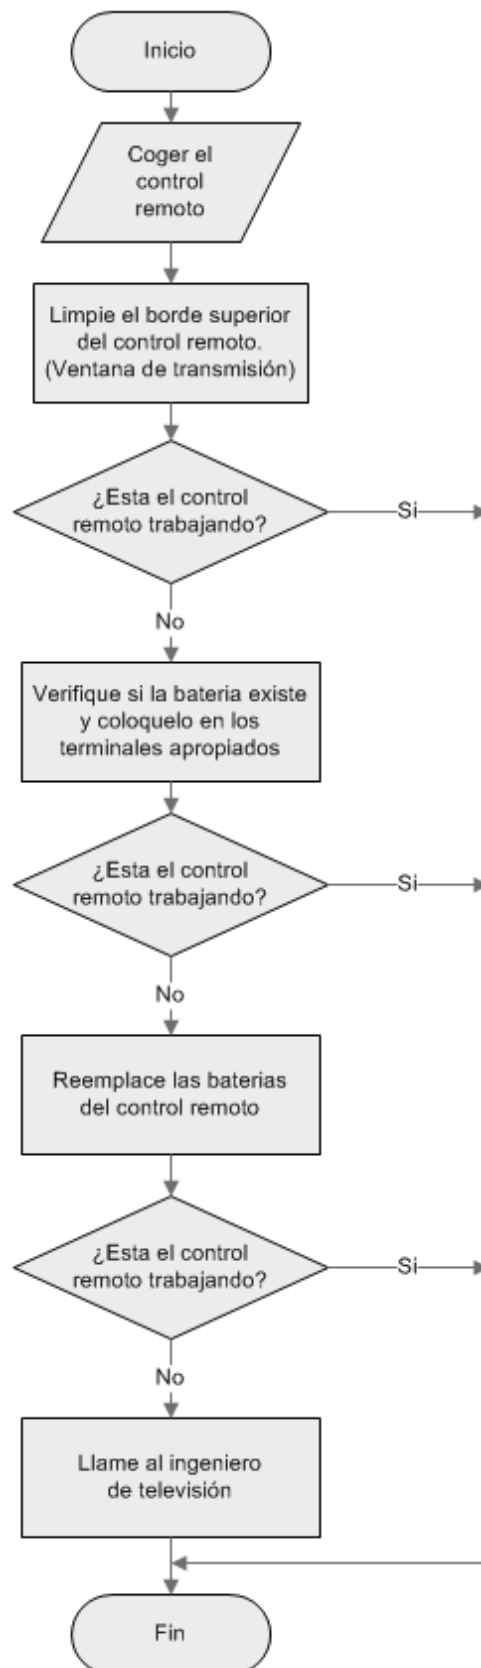 Inicio
Coger el
control
remoto
Limpie el borde superior
del control remoto.
(Ventana de transmisión)
¿Esta el control
remoto trabajando?
Si
No
Verifique si la bateria existe
y coloquelo en los
terminales apropiados
¿Esta el control
remoto trabajando?
Si
No
Reemplace las baterias
del control remoto
¿Esta el control
remoto trabajando?
Si
No
Llame al ingeniero
de televisión
Fin